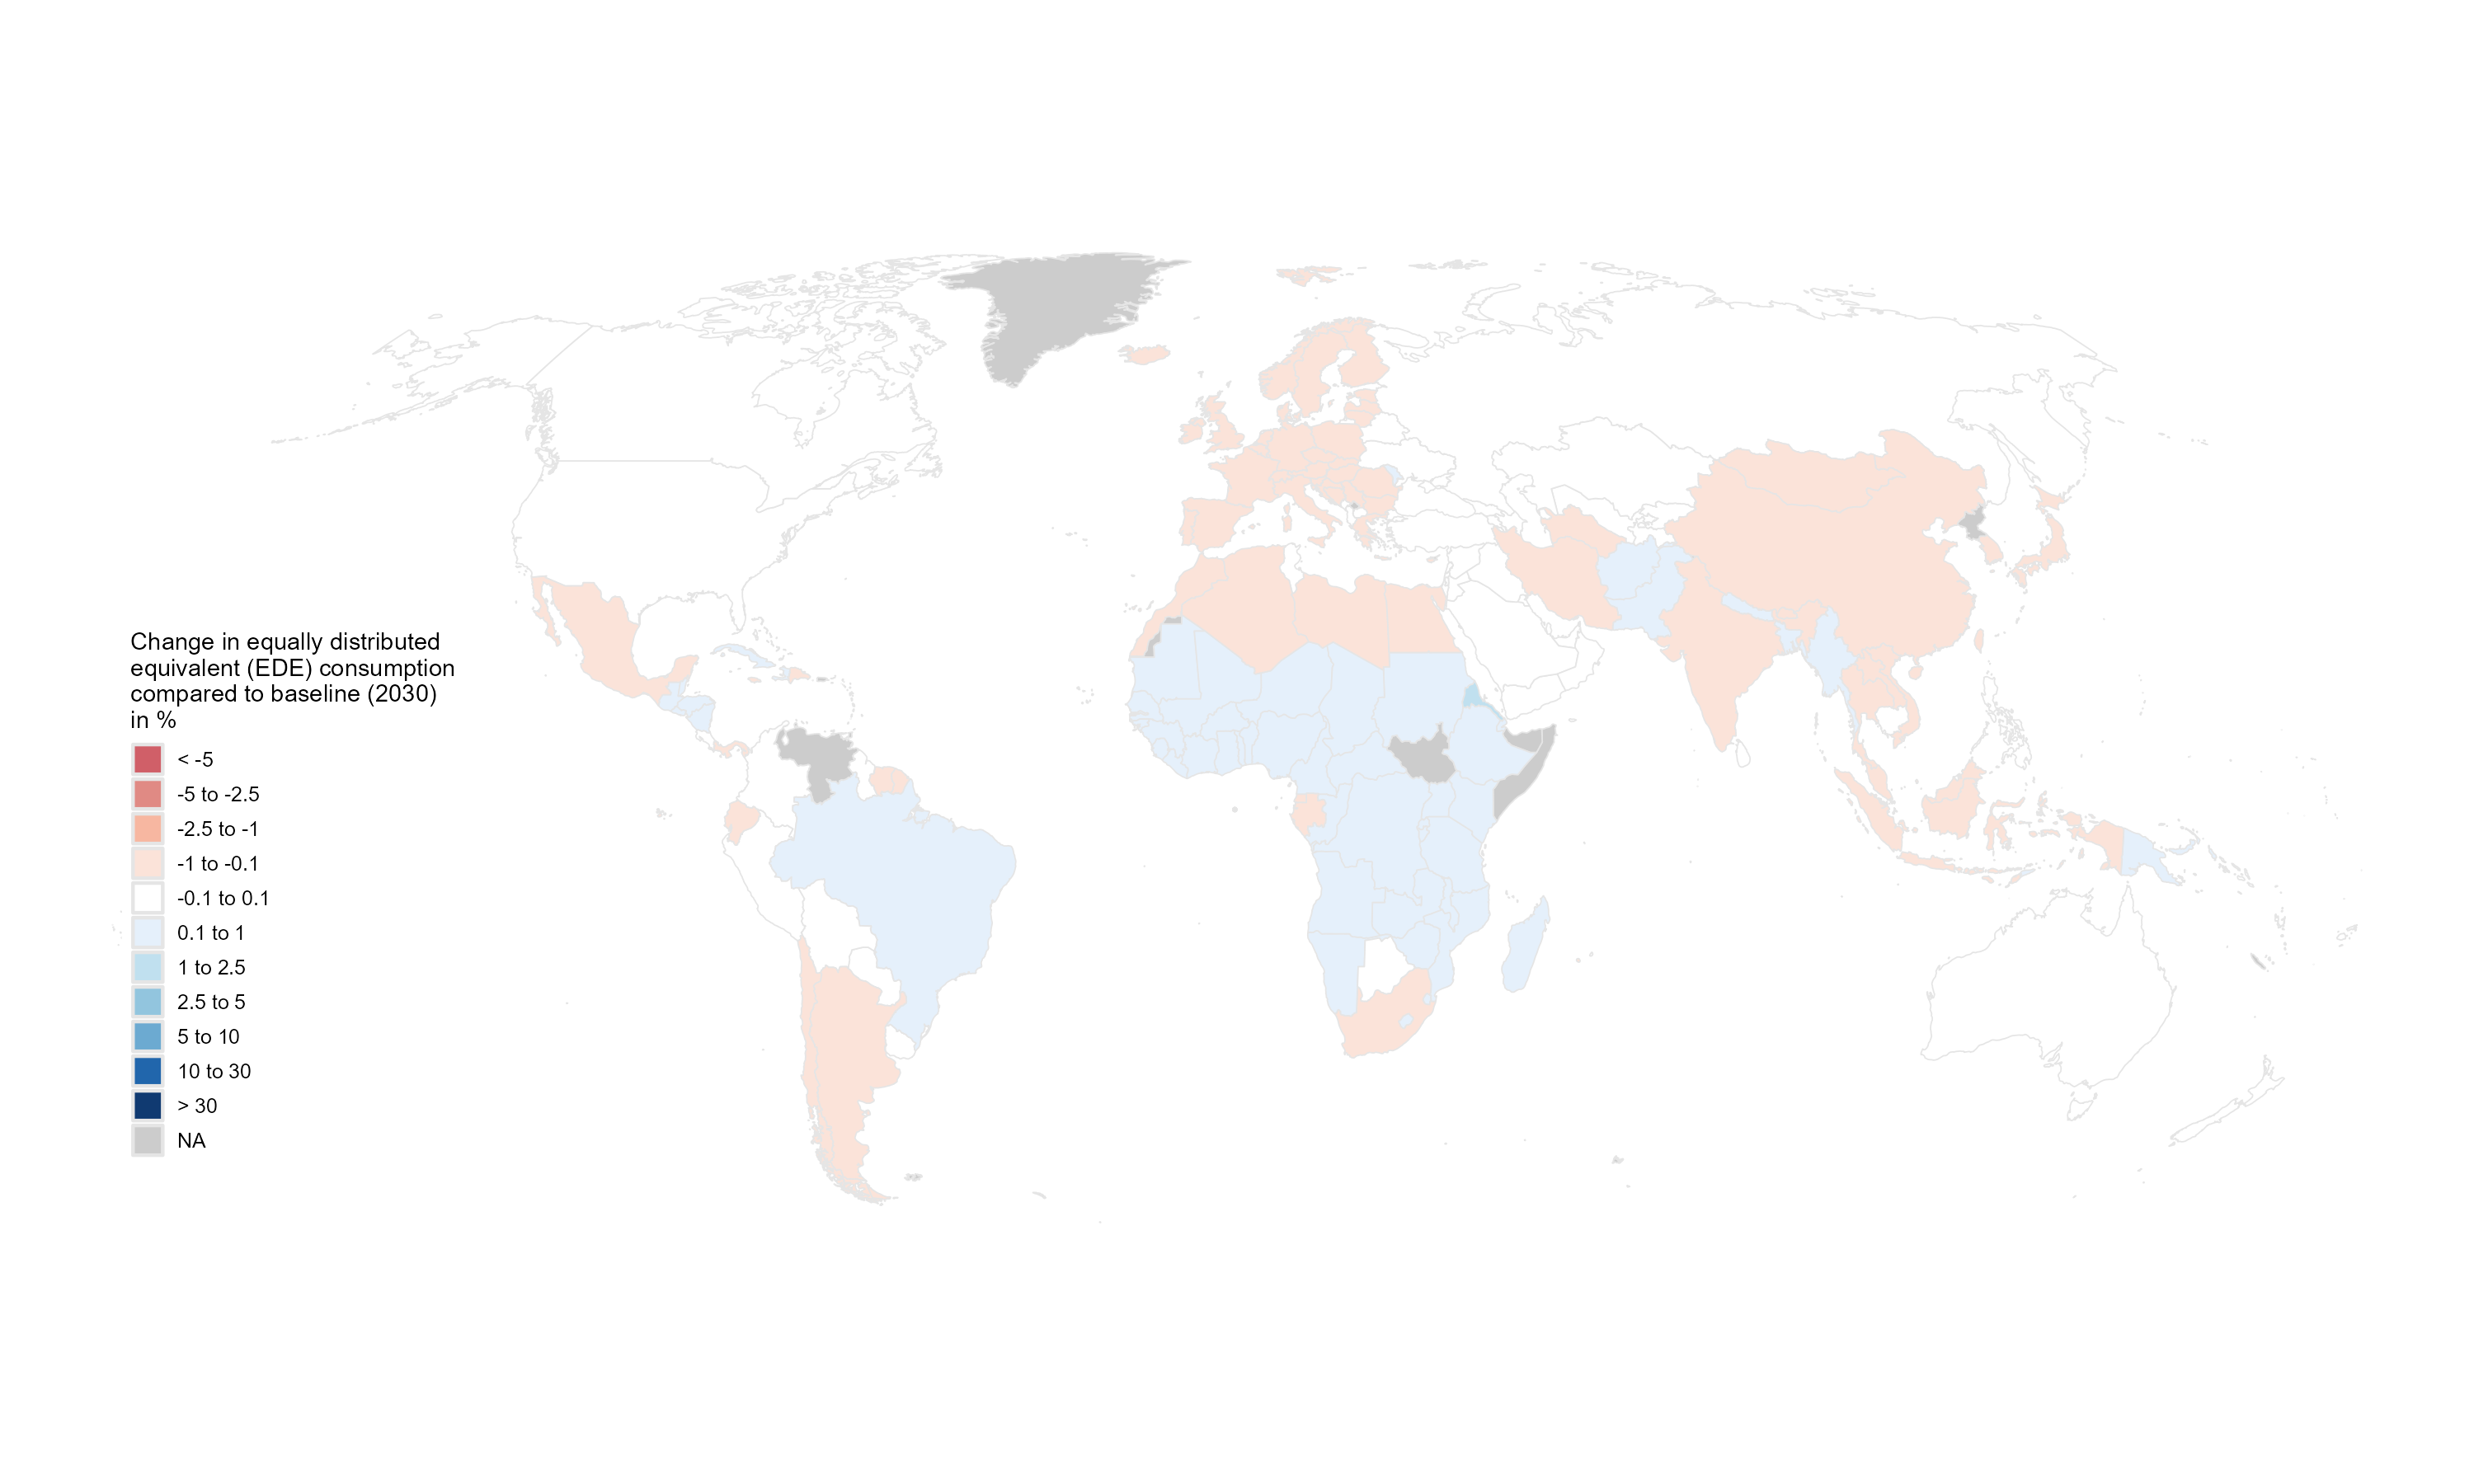 Change in equally distributed
equivalent (EDE) consumption
compared to baseline (2030)
in %
< -5
-5 to -2.5
-2.5 to -1
-1 to -0.1
-0.1 to 0.1
0.1 to 1
1 to 2.5
2.5 to 5
5 to 10
10 to 30
> 30
NA